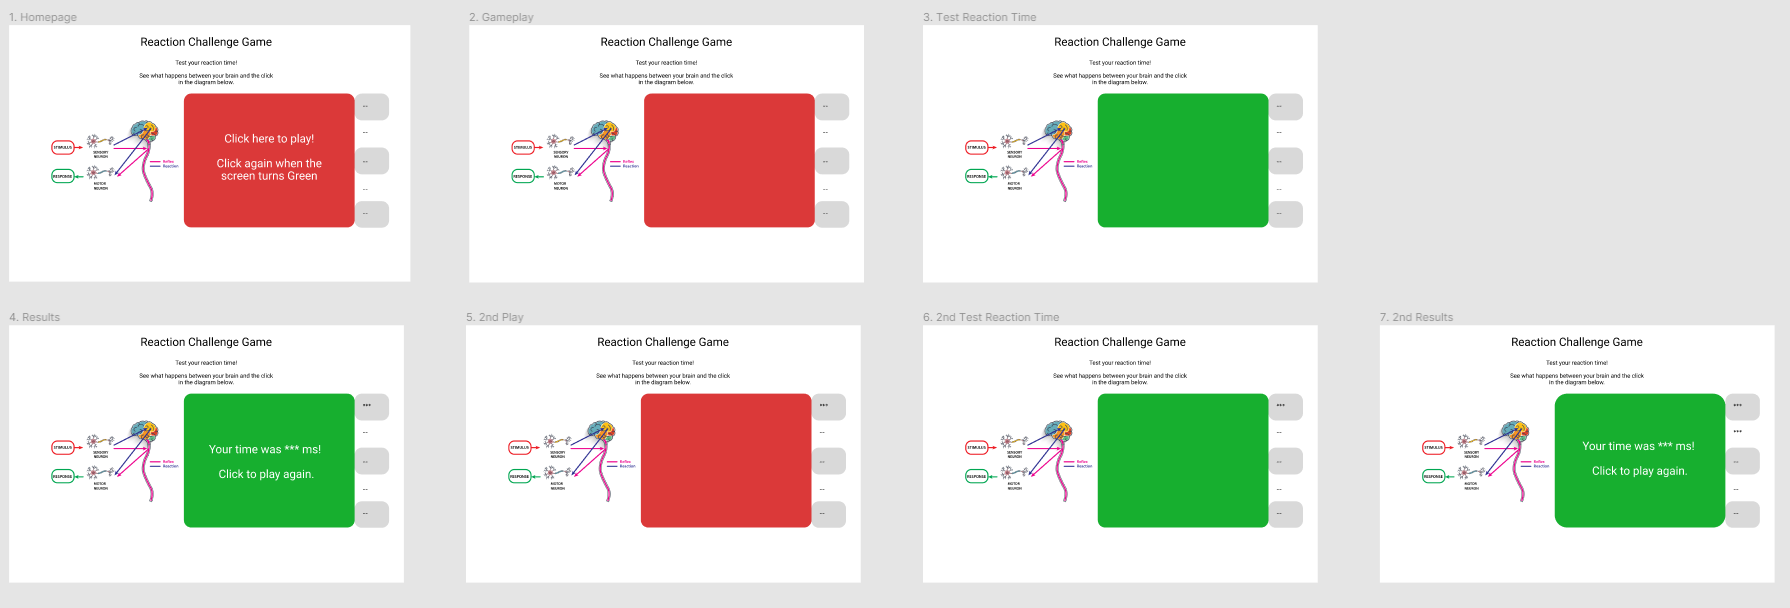 1. Homepage
Reaction Challenge Game
Test your reaction time!
See what happens between your brain and the click
in the diagram below.
STIMULUS
SENSORY
NEURON
Reflex
Reaction
RESPONSE
MOTOR
NEURON
Click here to play!
Click again when the
screen turns Green
--
--
--
--
--
2. Gameplay
Reaction Challenge Game
Test your reaction time!
See what happens between your brain and the click
in the diagram below.
STIMULUS
SENSORY
NEURON
Reflex
Reaction
RESPONSE
MOTOR
NEURON
--
--
--
--
--
3. Test Reaction Time
Reaction Challenge Game
Test your reaction time!
See what happens between your brain and the click
in the diagram below.
STIMULUS
SENSORY
NEURON
Reflex
Reaction
RESPONSE
MOTOR
NEURON
--
--
--
--
--
4. Results
Reaction Challenge Game
Test your reaction time!
See what happens between your brain and the click
in the diagram below.
STIMULUS
SENSORY
NEURON
Reflex
Reaction
RESPONSE
MOTOR
NEURON
Your time was *** ms!
Click to play again.
***
--
--
--
--
5. 2nd Play
Reaction Challenge Game
Test your reaction time!
See what happens between your brain and the click
in the diagram below.
STIMULUS
SENSORY
NEURON
Reflex
Reaction
RESPONSE
MOTOR
NEURON
***
--
--
--
--
6. 2nd Test Reaction Time
Reaction Challenge Game
Test your reaction time!
See what happens between your brain and the click
in the diagram below.
STIMULUS
SENSORY
NEURON
Reflex
Reaction
RESPONSE
MOTOR
NEURON
***
--
--
--
--
7. 2nd Results
Reaction Challenge Game
Test your reaction time!
See what happens between your brain and the click
in the diagram below.
STIMULUS
SENSORY
NEURON
Reflex
Reaction
RESPONSE
MOTOR
NEURON
Your time was *** ms!
Click to play again.
***
***
--
--
--